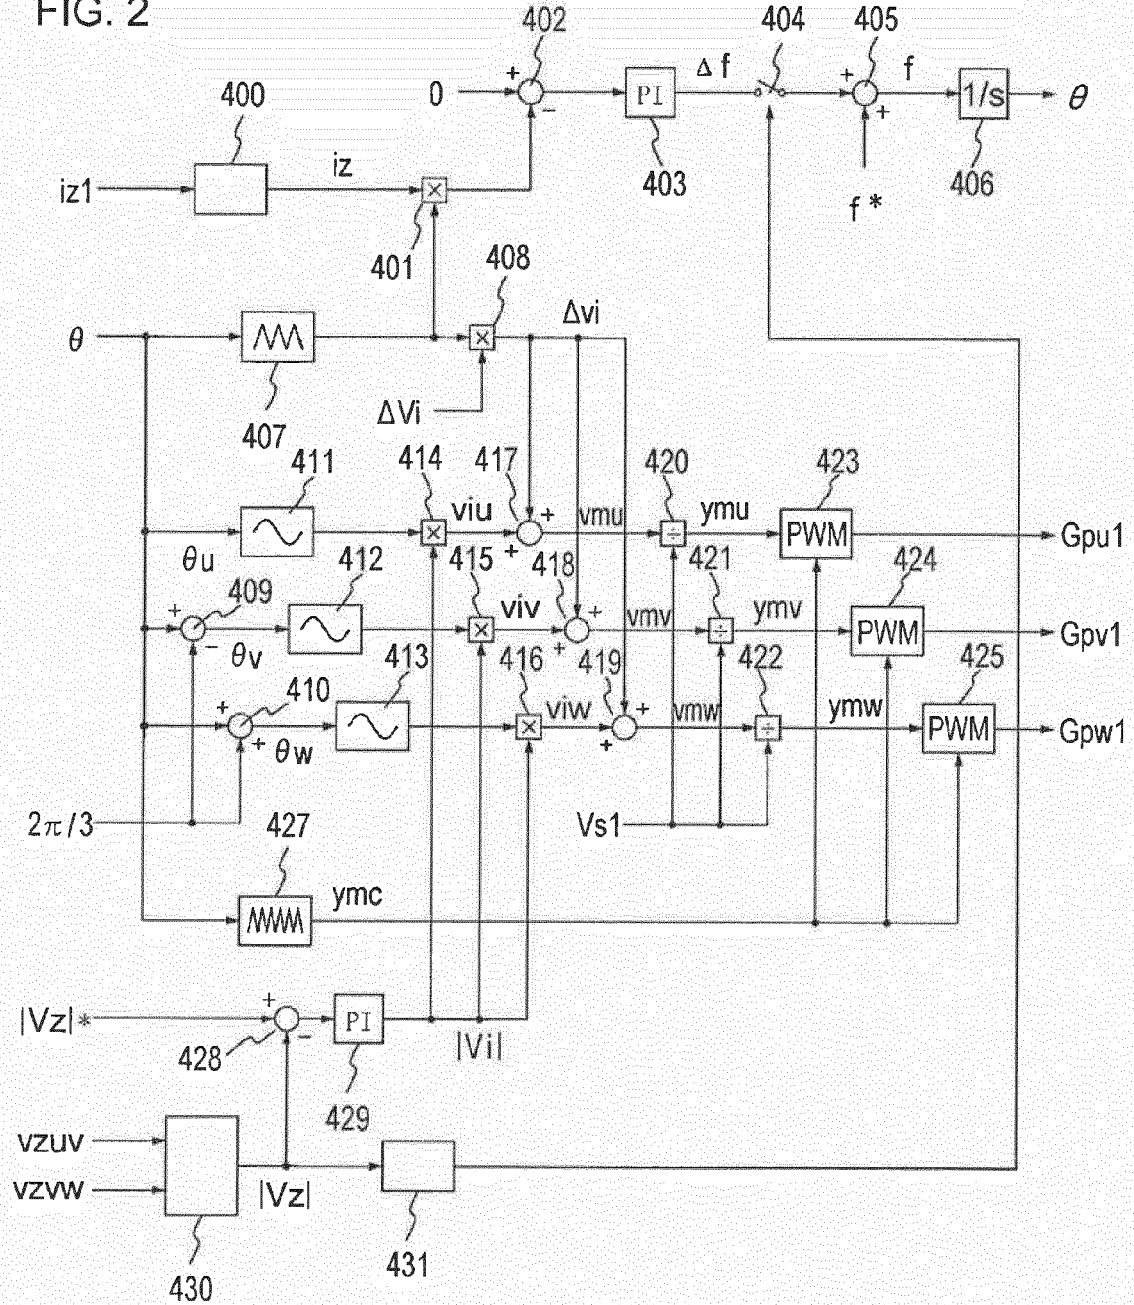 FIG. 2
402
404
405
400
0
+
−
PI
Δf
+
+
f
1/s
θ
403
406
f*
iz1
iz
×
401
408
θ
×
Δvi
ΔVi
407
411
414
417
420
423
viu
vmu
ymu
×
+
+
÷
PWM
Gpu1
θu
412
415
418
421
424
409
+
−
θv
viv
vmv
ymv
×
+
+
÷
PWM
Gpv1
413
416
419
422
425
410
+
+
θw
viw
vmw
ymw
×
+
+
÷
PWM
Gpw1
2π/3
427
Vs1
ymc
|Vz|*
+
−
PI
428
|Vi|
429
vzuv
vzvw
|Vz|
430
431